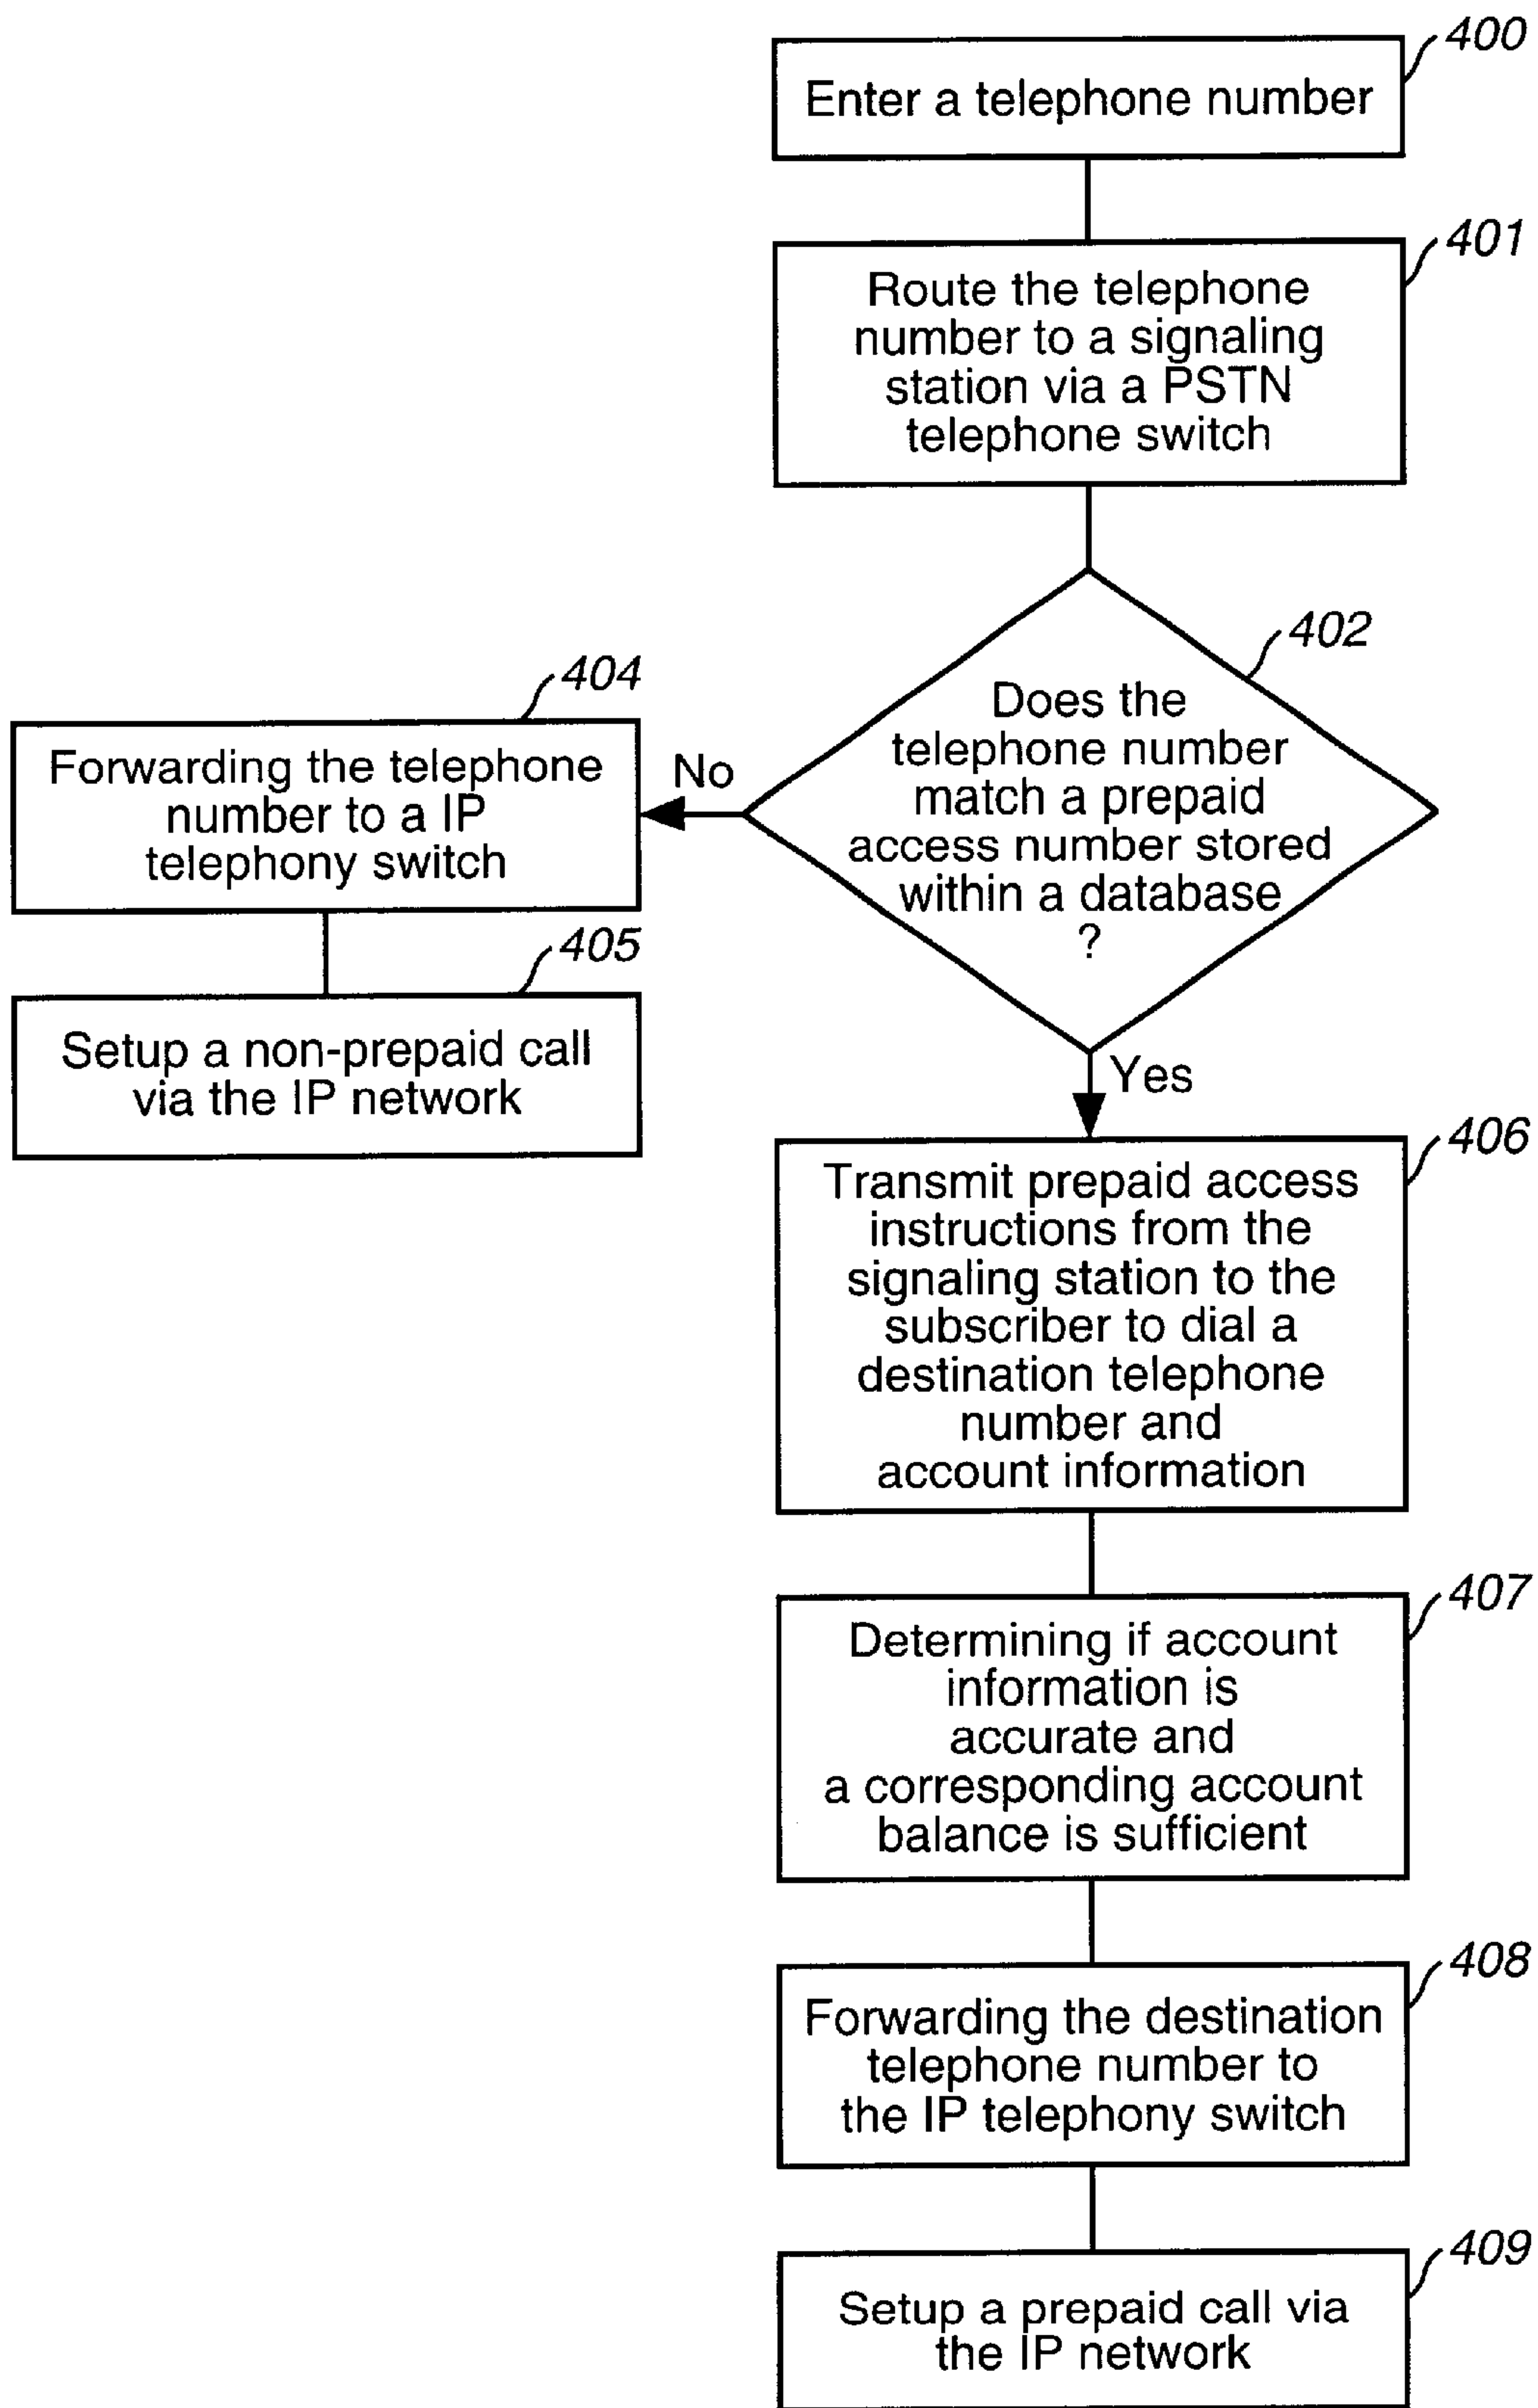 400
Enter a telephone number
401
Route the telephone
number to a signaling
station via a PSTN
telephone switch
402
Does the
telephone number
match a prepaid
access number stored
within a database
?
No
404
Forwarding the telephone
number to a IP
telephony switch
405
Setup a non-prepaid call
via the IP network
Yes
406
Transmit prepaid access
instructions from the
signaling station to the
subscriber to dial a
destination telephone
number and
account information
407
Determining if account
information is
accurate and
a corresponding account
balance is sufficient
408
Forwarding the destination
telephone number to
the IP telephony switch
409
Setup a prepaid call via
the IP network